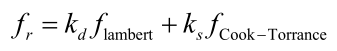 f_r = k_d f_lambert + k_s f_Cook−Torrance